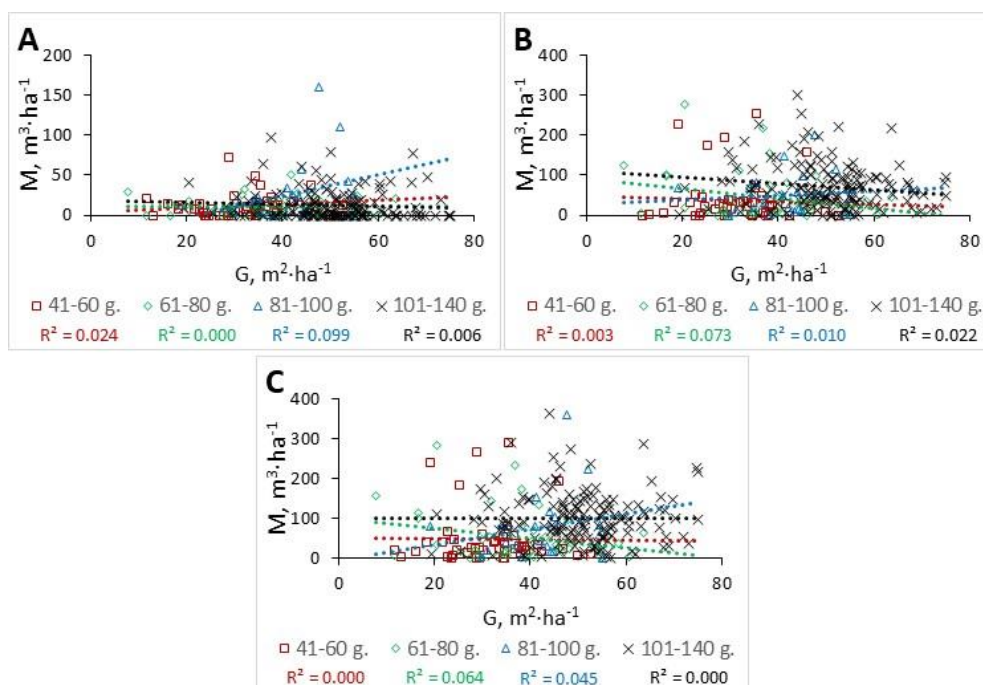 A
200
150
100
50
0
0 20 40 60 80
M, m³·ha⁻¹
G, m²·ha⁻¹
41-60 g. 61-80 g. 81-100 g. 101-140 g.
R² = 0.024 R² = 0.000 R² = 0.099 R² = 0.006
B
400
300
200
100
0
0 20 40 60 80
M, m³·ha⁻¹
G, m²·ha⁻¹
41-60 g. 61-80 g. 81-100 g. 101-140 g.
R² = 0.003 R² = 0.073 R² = 0.010 R² = 0.022
C
400
300
200
100
0
0 20 40 60 80
M, m³·ha⁻¹
G, m²·ha⁻¹
41-60 g. 61-80 g. 81-100 g. 101-140 g.
R² = 0.000 R² = 0.064 R² = 0.045 R² = 0.000